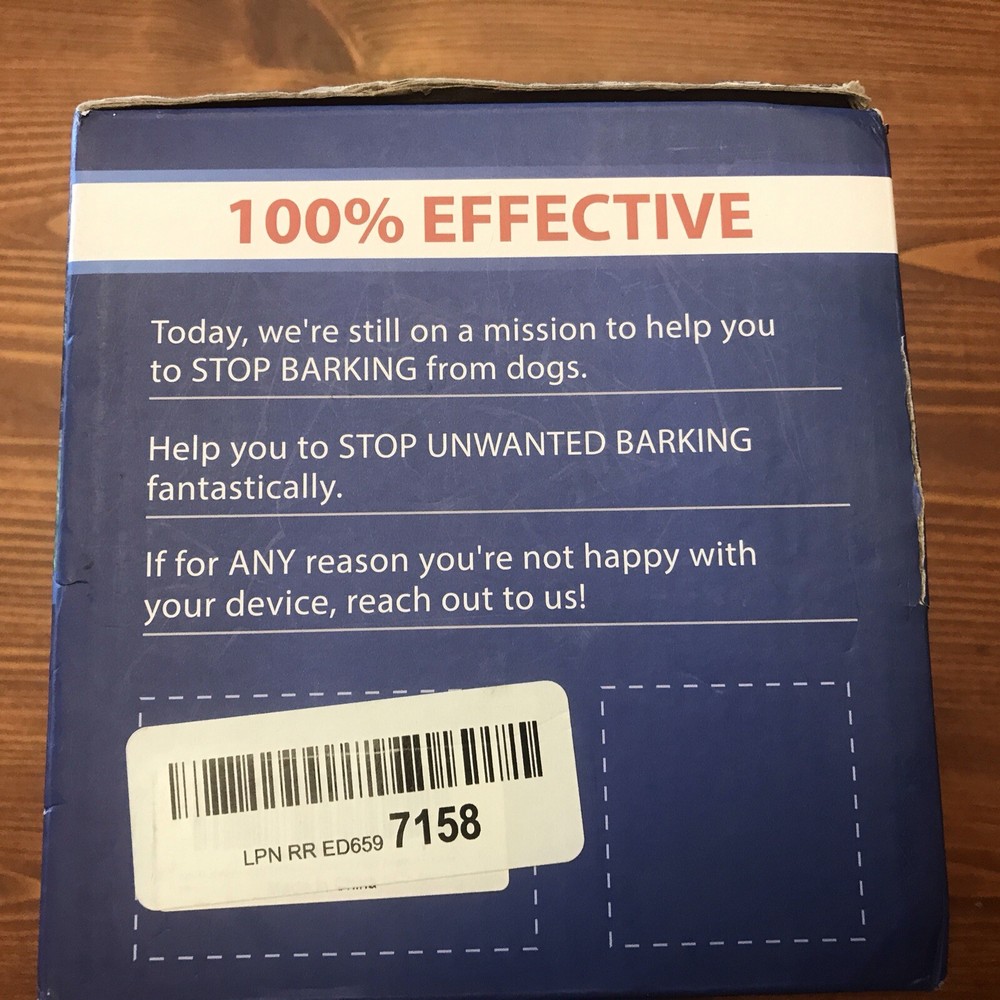 100% EFFECTIVE
Today, we're still on a mission to help you
to STOP BARKING from dogs.
Help you to STOP UNWANTED BARKING
fantastically.
If for ANY reason you're not happy with
your device, reach out to us!
LPN RR ED659 7158